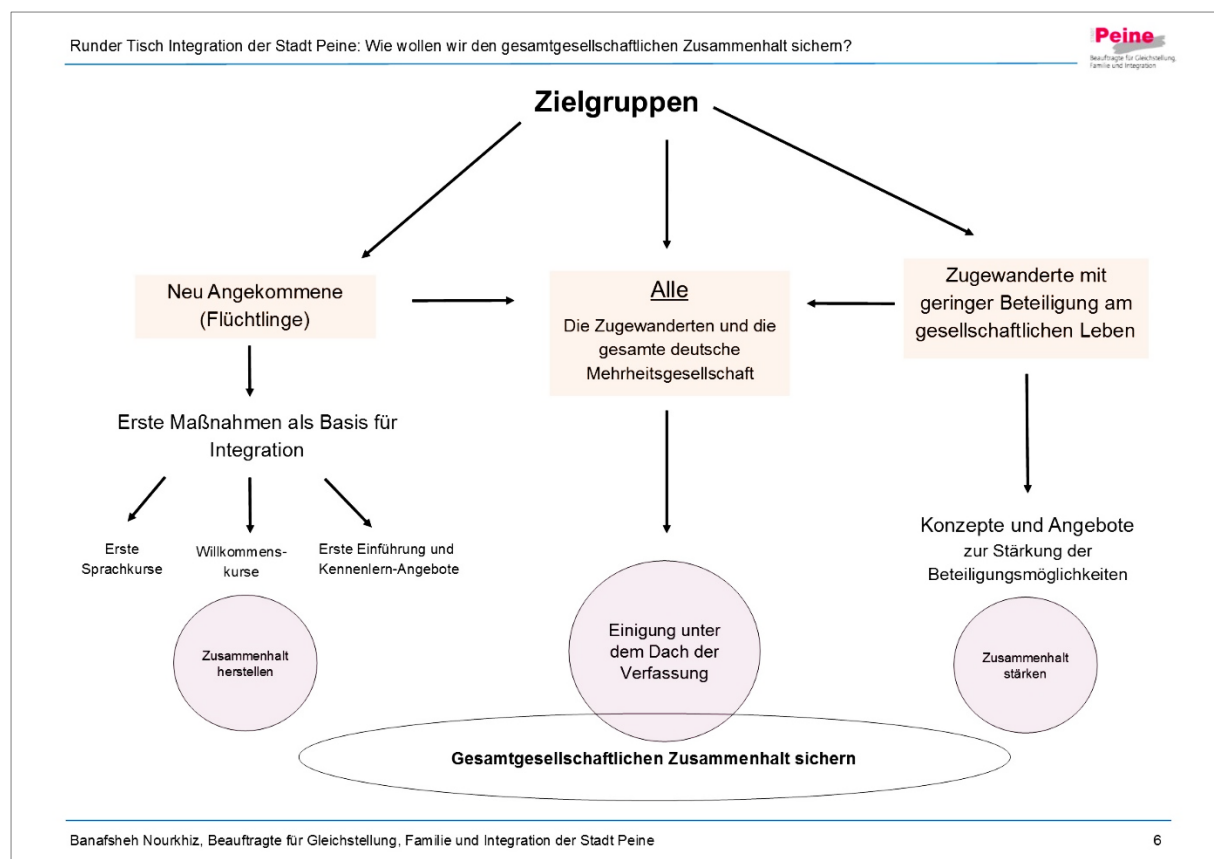 Runder Tisch Integration der Stadt Peine: Wie wollen wir den gesamtgesellschaftlichen Zusammenhalt sichern?
Peine
Beauftragte für Gleichstellung,
Familie und Integration
Zielgruppen
Neu Angekommene
(Flüchtlinge)
Alle
Die Zugewanderten und die
gesamte deutsche
Mehrheitsgesellschaft
Zugewanderte mit
geringer Beteiligung am
gesellschaftlichen Leben
Erste Maßnahmen als Basis für
Integration
Erste
Sprachkurse
Willkommens-
kurse
Erste Einführung und
Kennenlern-Angebote
Konzepte und Angebote
zur Stärkung der
Beteiligungsmöglichkeiten
Zusammenhalt
herstellen
Einigung unter
dem Dach der
Verfassung
Zusammenhalt
stärken
Gesamtgesellschaftlichen Zusammenhalt sichern
Banafsheh Nourkhiz, Beauftragte für Gleichstellung, Familie und Integration der Stadt Peine
6